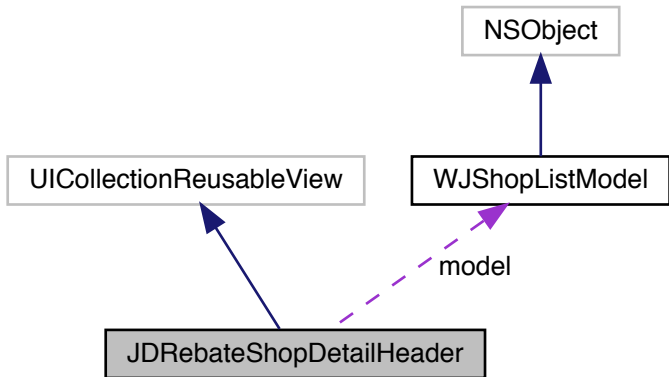 NSObject
UICollectionReusableView
WJShopListModel
model
JDRebateShopDetailHeader